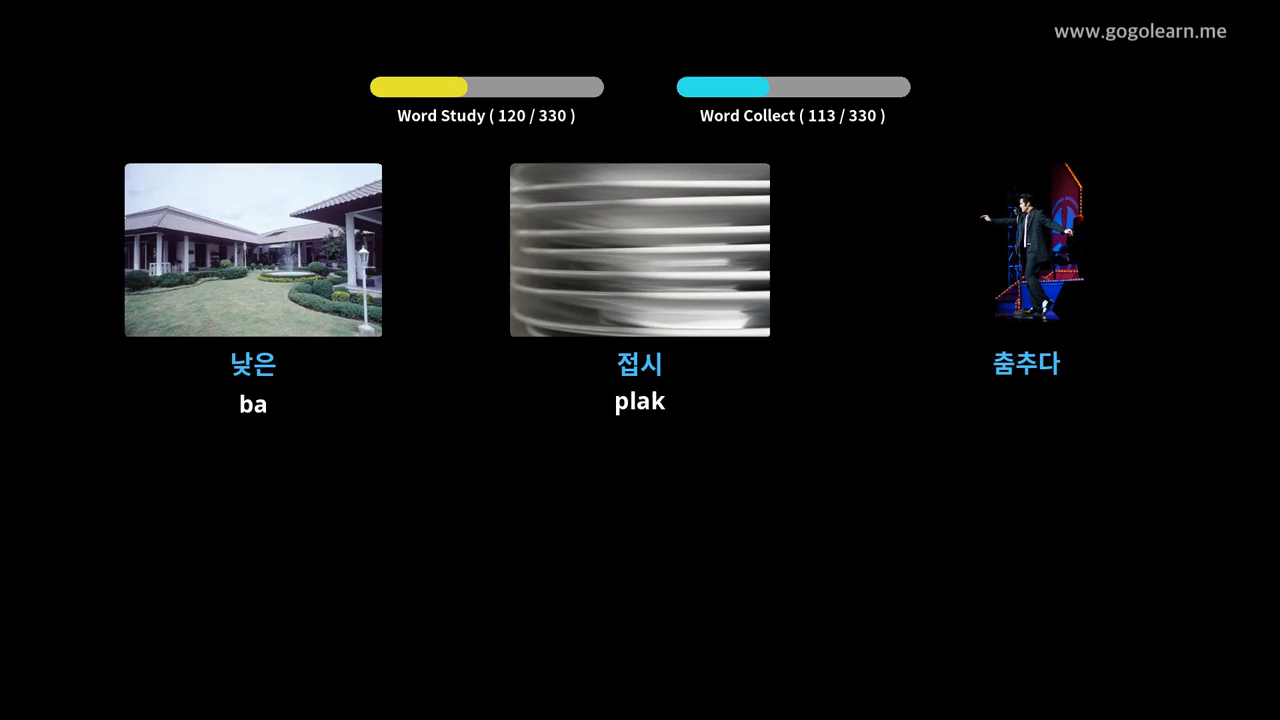 www.gogolearn.me
Word Study ( 120 / 330 )
Word Collect ( 113 / 330 )
낮은
접시
춤추다
ba
plak